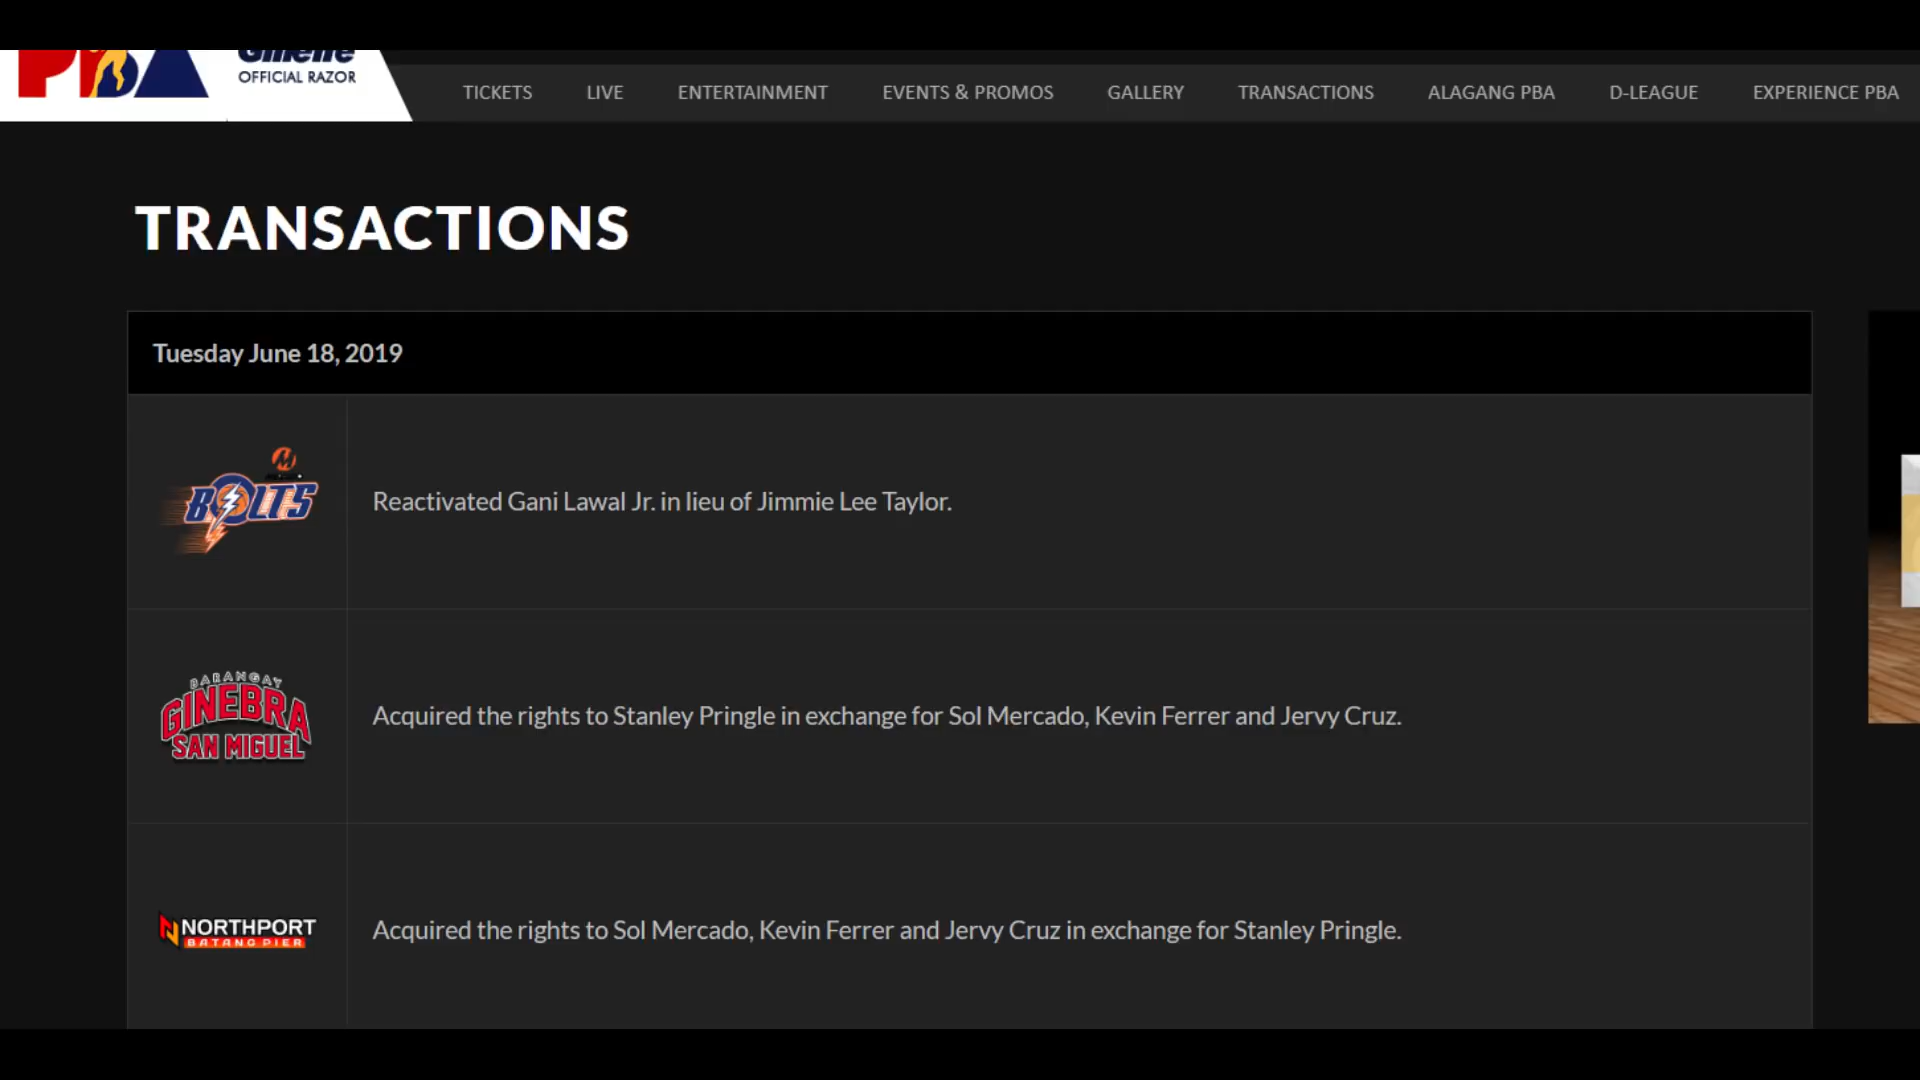 PBA
Gillette
OFFICIAL RAZOR
TICKETS LIVE ENTERTAINMENT EVENTS & PROMOS GALLERY TRANSACTIONS ALAGANG PBA D-LEAGUE EXPERIENCE PBA
TRANSACTIONS
Tuesday June 18, 2019
BOLTS
Reactivated Gani Lawal Jr. in lieu of Jimmie Lee Taylor.
BARANGAY
GINEBRA
SAN MIGUEL
Acquired the rights to Stanley Pringle in exchange for Sol Mercado, Kevin Ferrer and Jervy Cruz.
NORTHPORT
BATANG PIER
Acquired the rights to Sol Mercado, Kevin Ferrer and Jervy Cruz in exchange for Stanley Pringle.